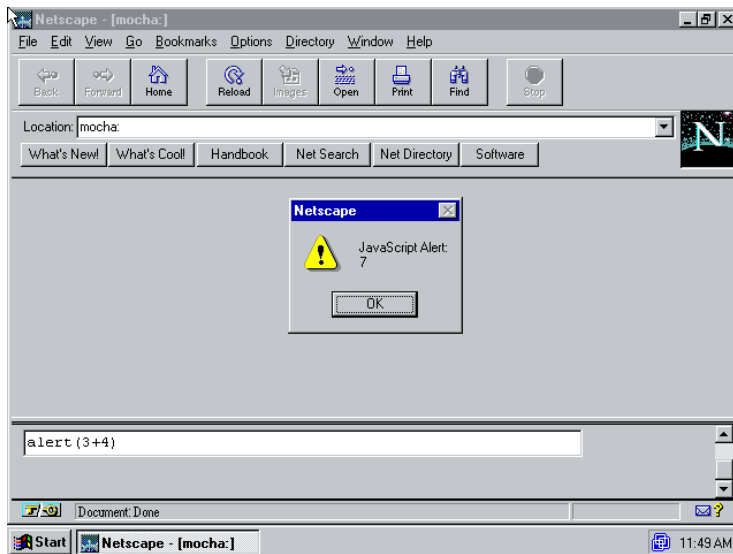 Netscape - [mocha:]
File Edit View Go Bookmarks Options Directory Window Help
Back Forward Home Reload Images Open Print Find Stop
Location: mocha:
N
What's New! What's Cool! Handbook Net Search Net Directory Software
Netscape
JavaScript Alert:
7
OK
alert(3+4)
Document: Done
Start Netscape - [mocha:] 11:49 AM